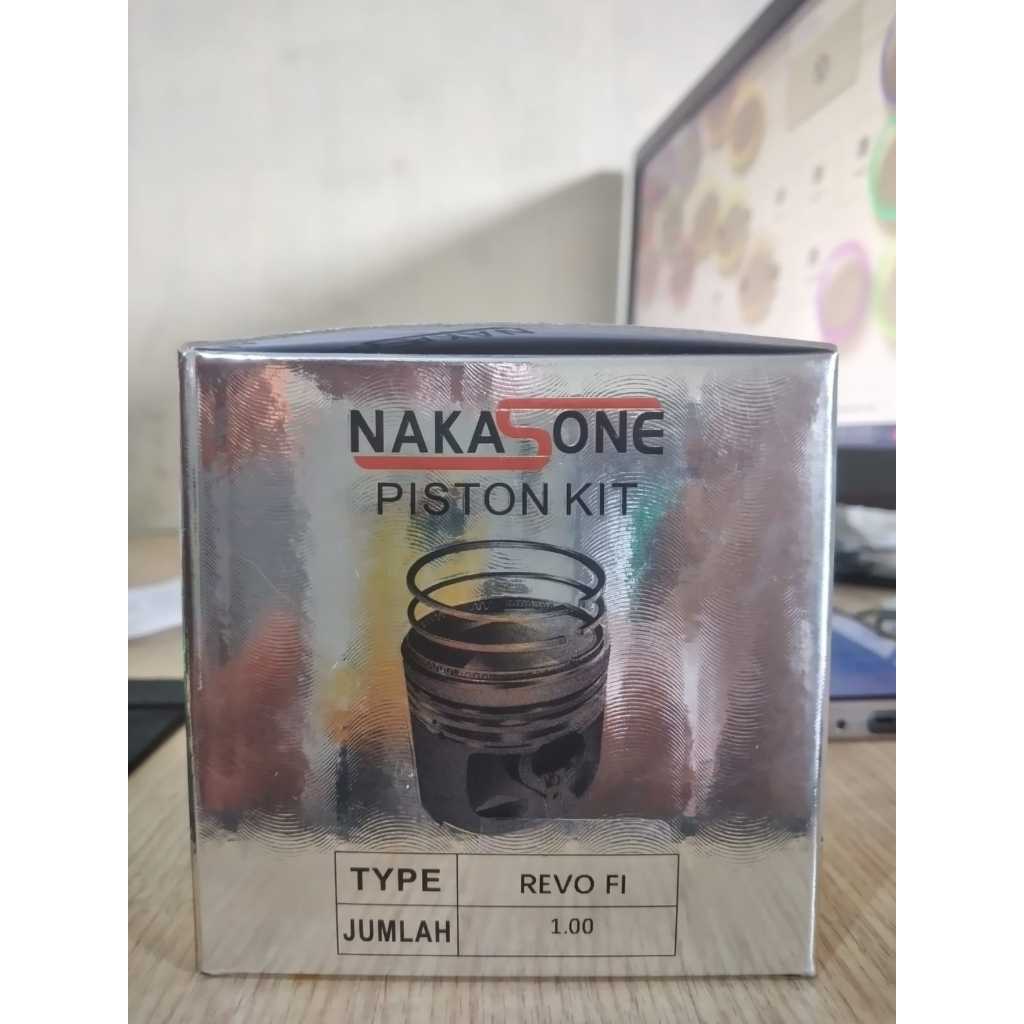 NAKASONE
PISTON KIT
TYPE REVO FI
JUMLAH 1.00